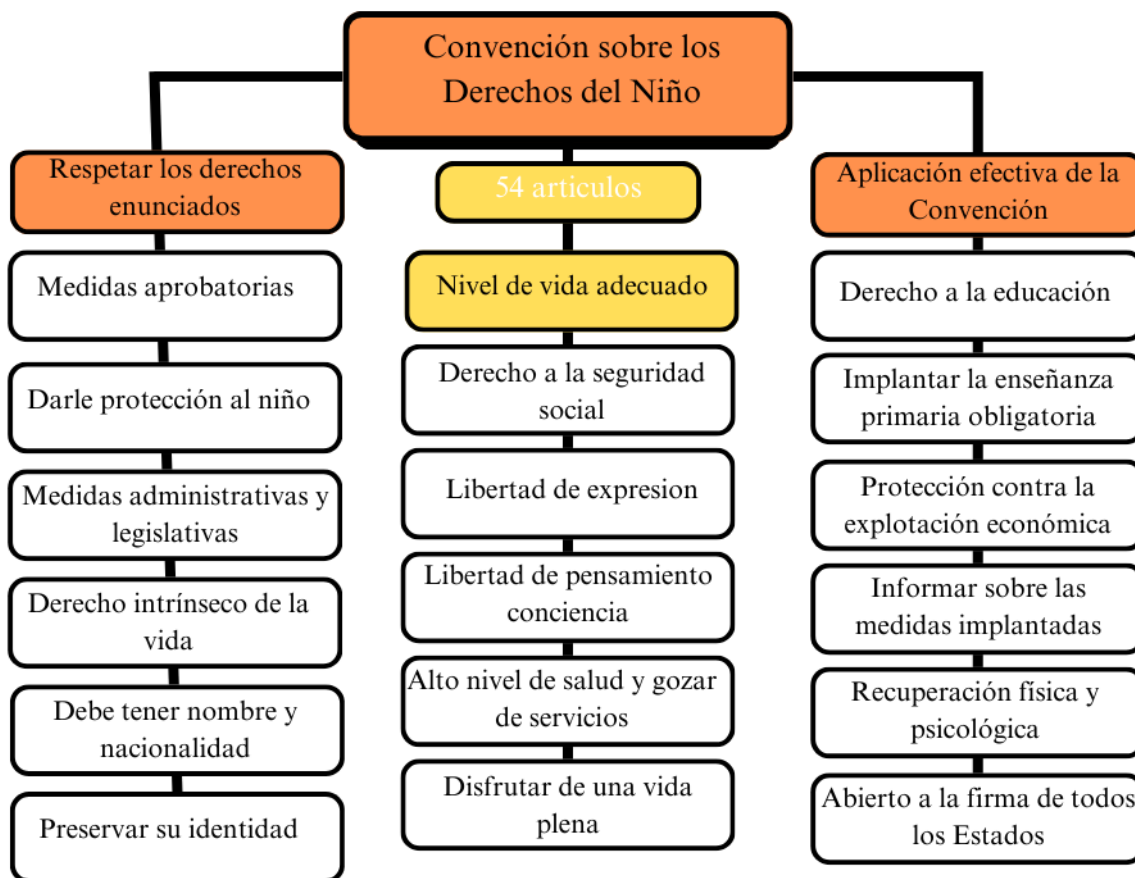 Convención sobre los
Derechos del Niño
Respetar los derechos
enunciados
Medidas aprobatorias
Darle protección al niño
Medidas administrativas y
legislativas
Derecho intrínseco de la
vida
Debe tener nombre y
nacionalidad
Preservar su identidad
54 articulos
Nivel de vida adecuado
Derecho a la seguridad
social
Libertad de expresion
Libertad de pensamiento
conciencia
Alto nivel de salud y gozar
de servicios
Disfrutar de una vida
plena
Aplicación efectiva de la
Convención
Derecho a la educación
Implantar la enseñanza
primaria obligatoria
Protección contra la
explotación económica
Informar sobre las
medidas implantadas
Recuperación física y
psicológica
Abierto a la firma de todos
los Estados